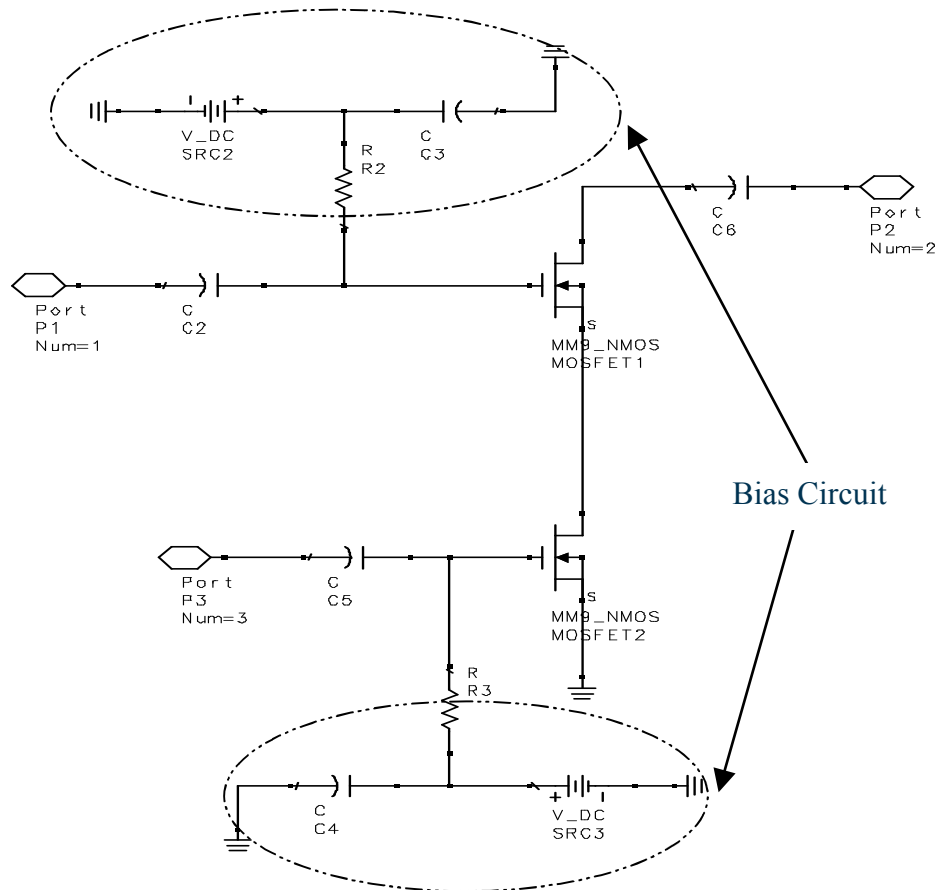 V_DC
SRC2
C
C3
R
R2
C
C6
Port
P2
Num=2
Port
P1
Num=1
C
C2
S
MM9_NMOS
MOSFET1
Bias Circuit
Port
P3
Num=3
C
C5
S
MM9_NMOS
MOSFET2
R
R3
C
C4
V_DC
SRC3